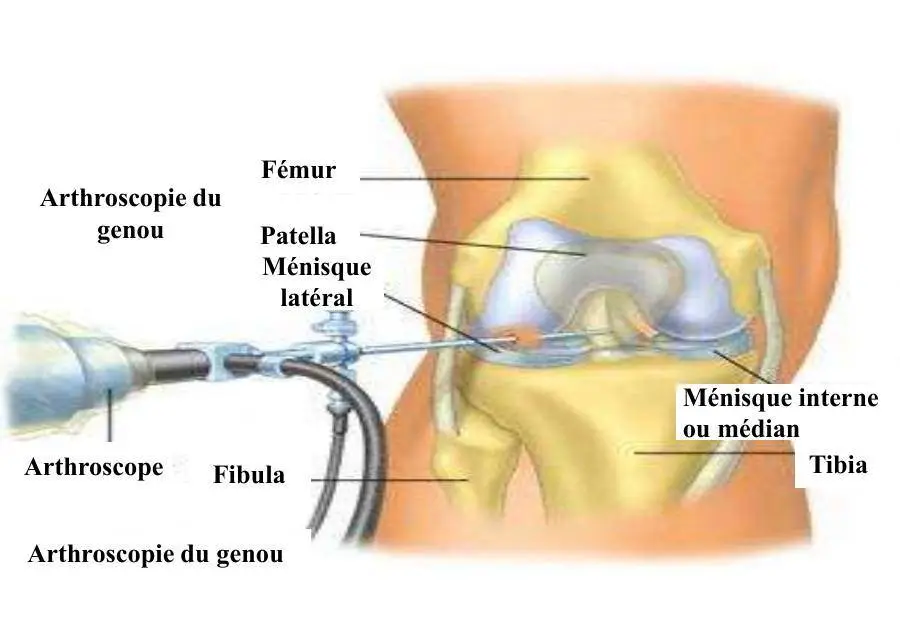 Fémur
Arthroscopie du
genou
Patella
Ménisque
latéral
Ménisque interne
ou médian
Arthroscope
Fibula
Tibia
Arthroscopie du genou